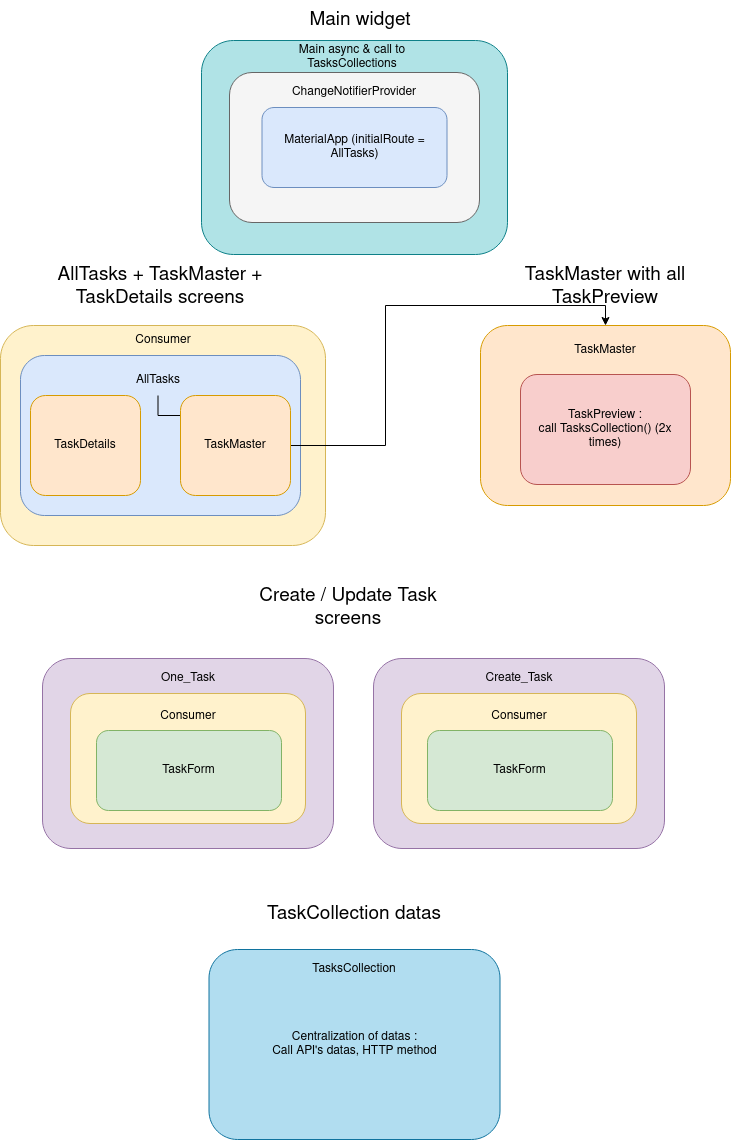 Main widget
Main async & call to
TasksCollections
ChangeNotifierProvider
MaterialApp (initialRoute =
AllTasks)
AllTasks + TaskMaster +
TaskDetails screens
TaskMaster with all
TaskPreview
Consumer
AllTasks
TaskDetails
TaskMaster
TaskMaster
TaskPreview :
call TasksCollection() (2x
times)
Create / Update Task
screens
One_Task
Consumer
TaskForm
Create_Task
Consumer
TaskForm
TaskCollection datas
TasksCollection
Centralization of datas :
Call API's datas, HTTP method